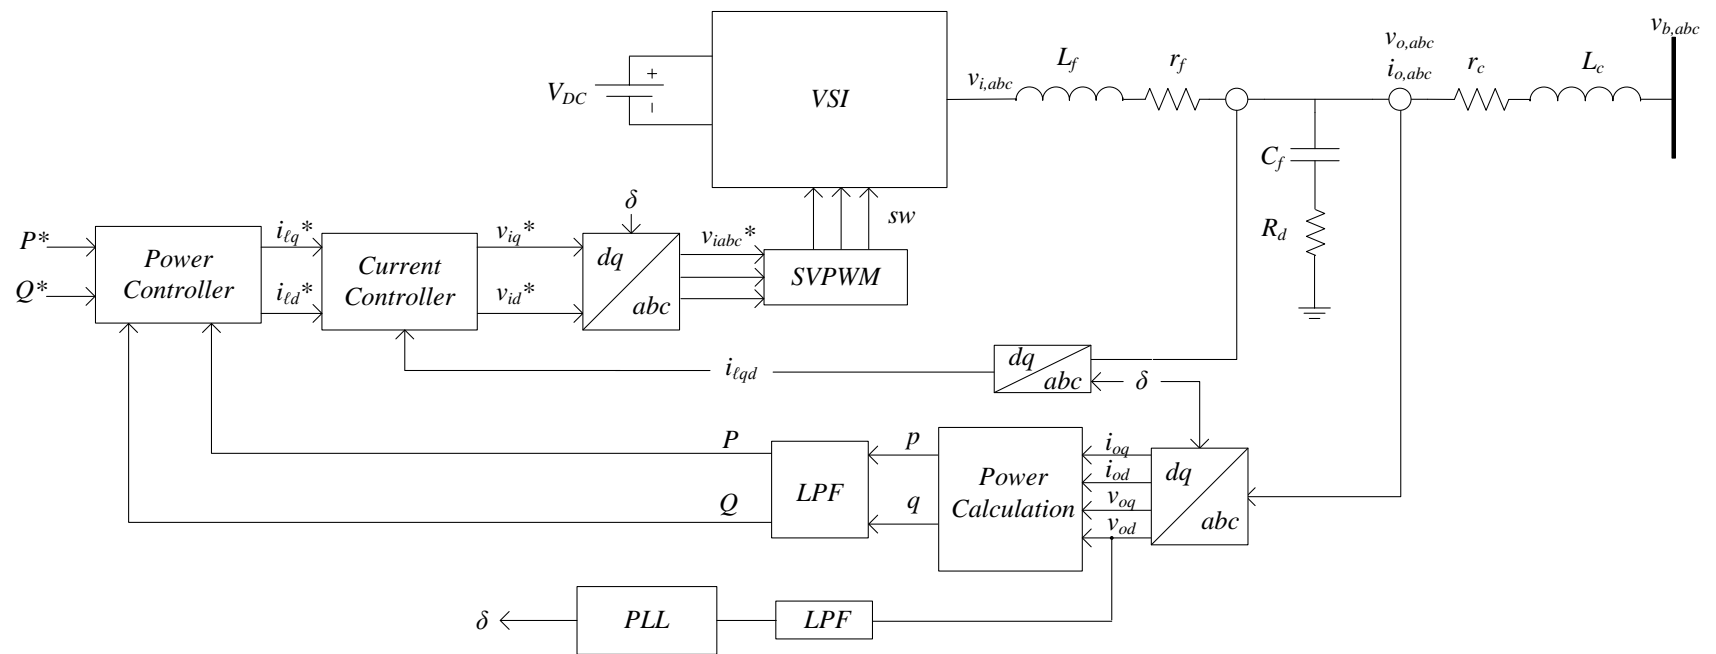 v_b,abc
v_o,abc
i_o,abc
L_f
r_f
r_c
L_c
v_i,abc
V_DC
+
−
VSI
C_f
R_d
sw
δ
P*
Q*
Power
Controller
i_ℓq*
i_ℓd*
Current
Controller
v_iq*
v_id*
dq
abc
v_iabc*
SVPWM
i_ℓqd
dq
abc
δ
P
Q
LPF
p
q
Power
Calculation
i_oq
i_od
v_oq
v_od
dq
abc
δ
PLL
LPF